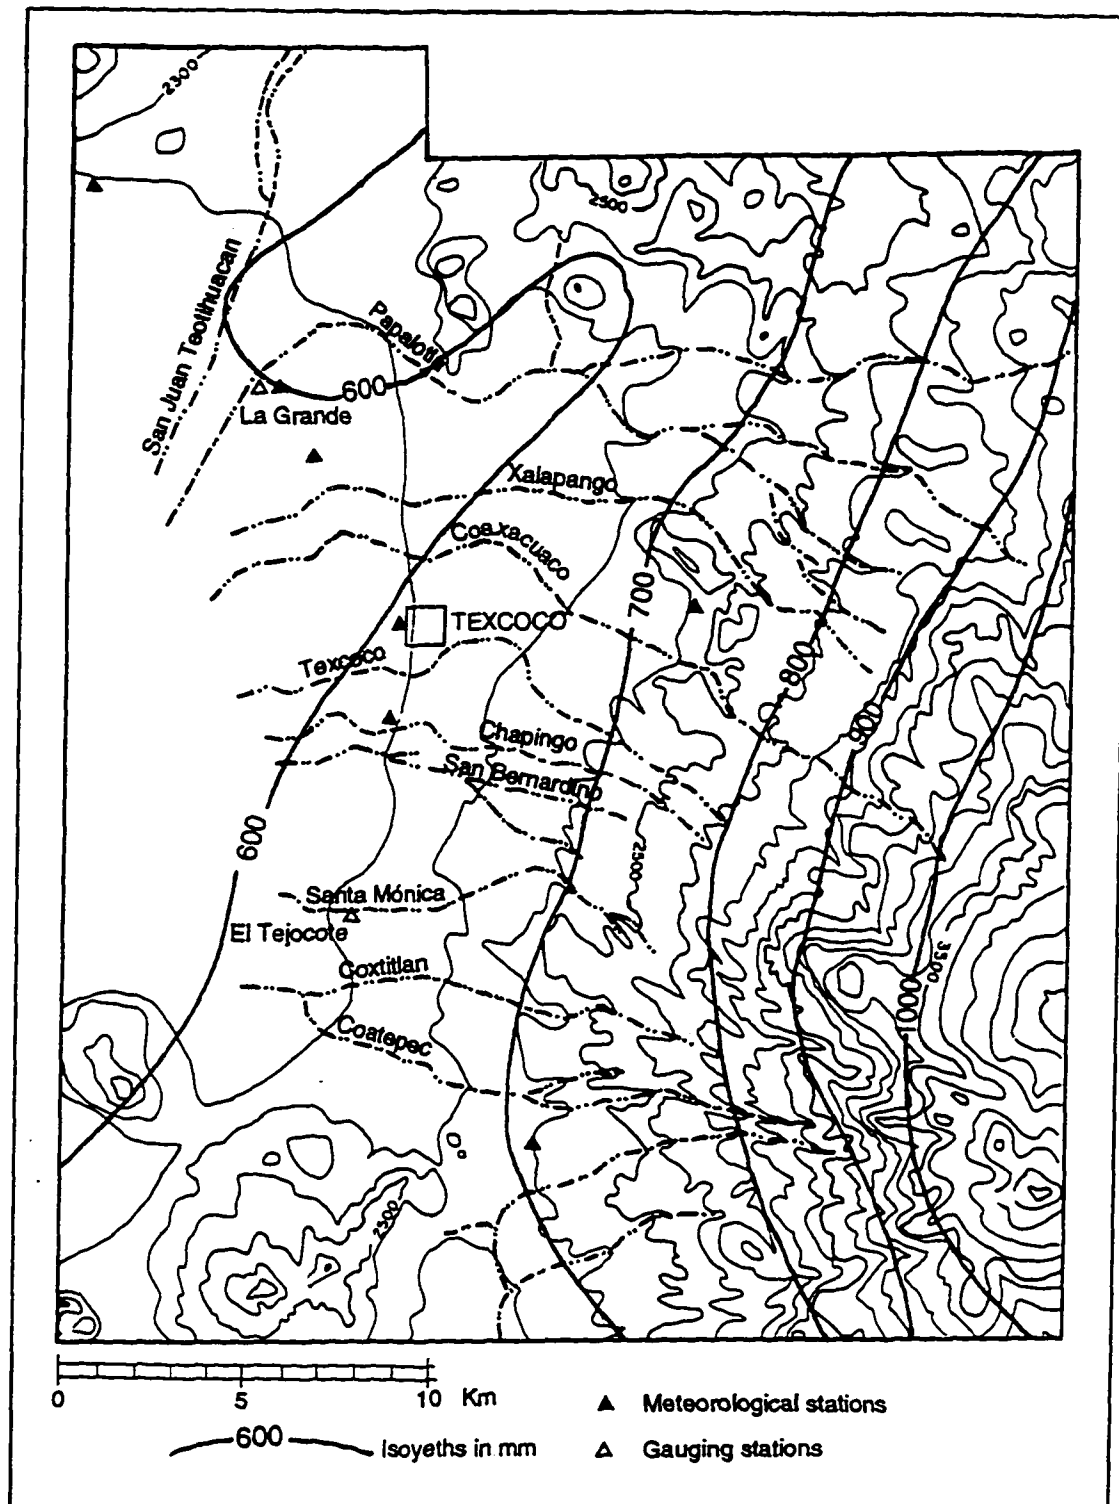 2300
2500
San Juan Teotihuacan
Papalotla
600
La Grande
Xalapango
Coaxacuaco
700
TEXCOCO
Texcoco
800
900
Chapingo
San Bernardino
600
2500
Santa Mónica
El Tejocote
3500
Coxtitlan
1000
Coatepec
2500
0 5 10 Km
Meteorological stations
600 Isoyeths in mm
Gauging stations